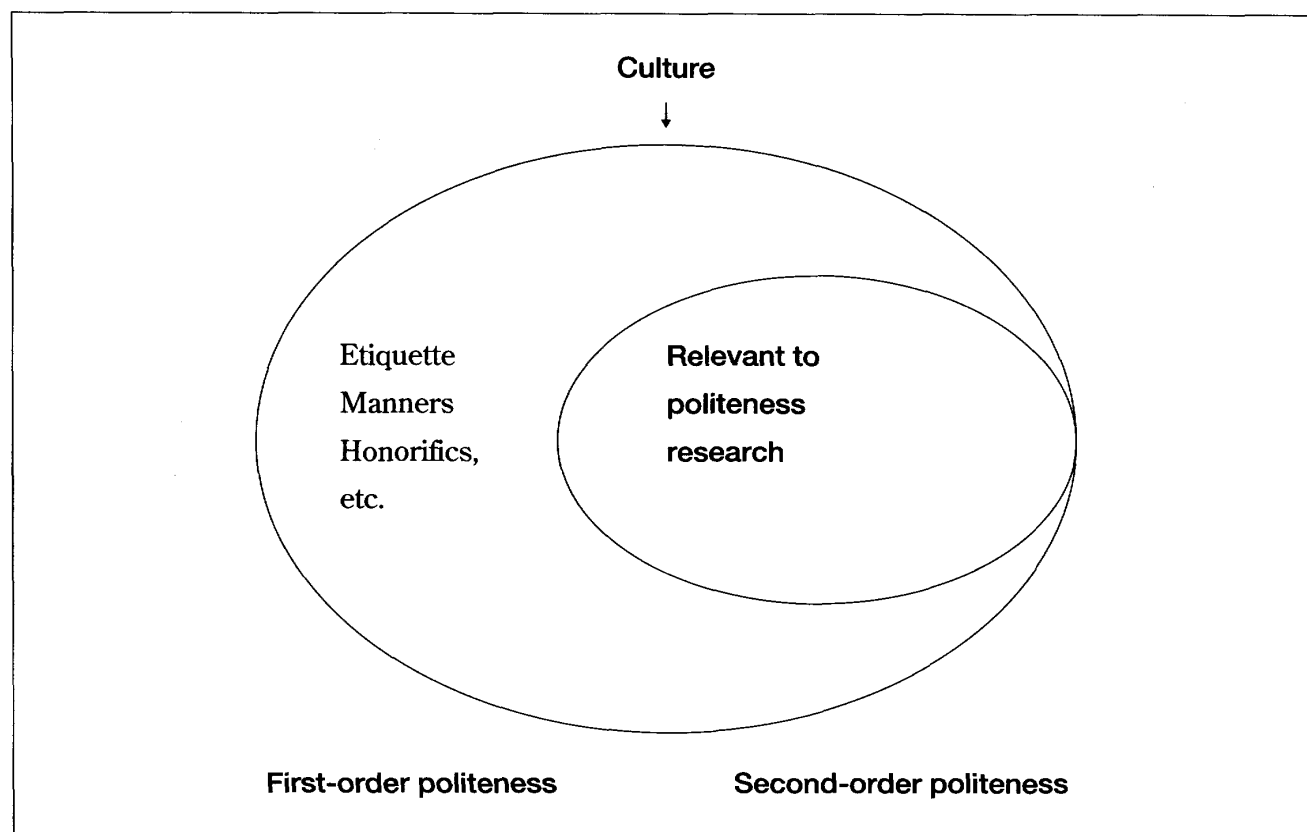 Culture
↓
Etiquette
Manners
Honorifics,
etc.
Relevant to
politeness
research
First-order politeness
Second-order politeness